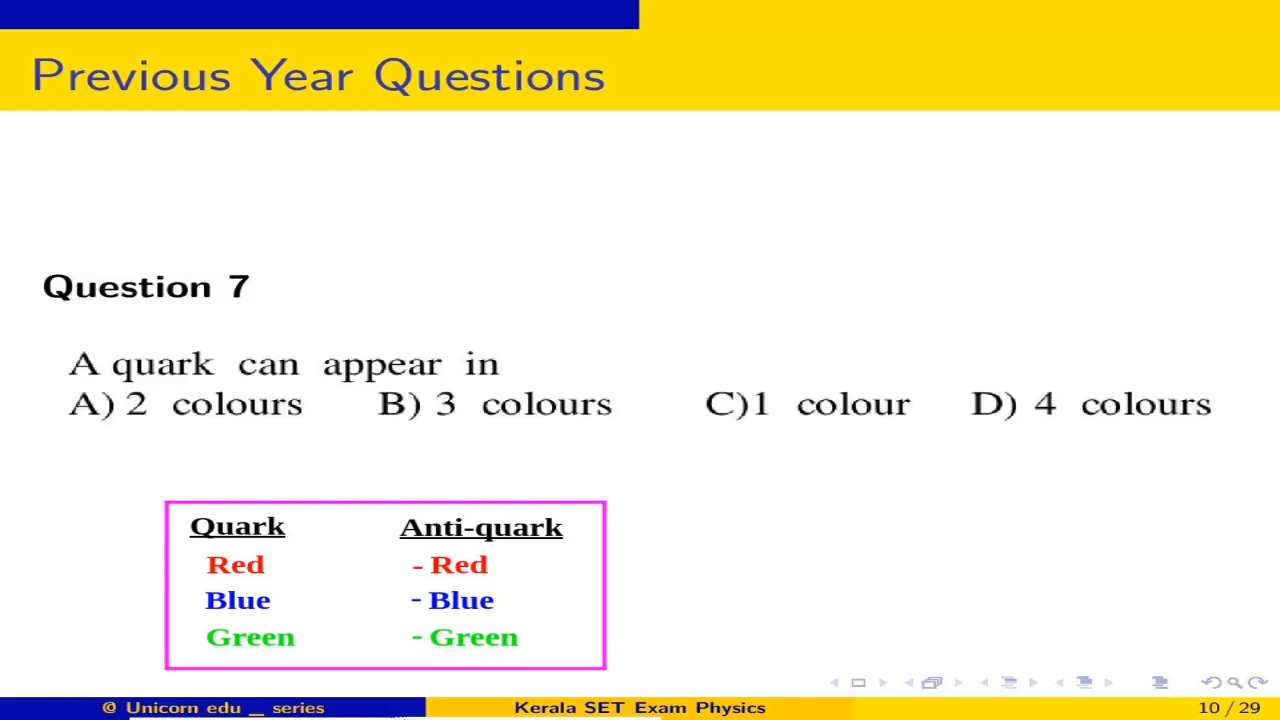 Previous Year Questions
Question 7
A quark can appear in
A) 2 colours B) 3 colours C)1 colour D) 4 colours
Quark Anti-quark
Red - Red
Blue - Blue
Green - Green
@ Unicorn edu _ series Kerala SET Exam Physics 10 / 29